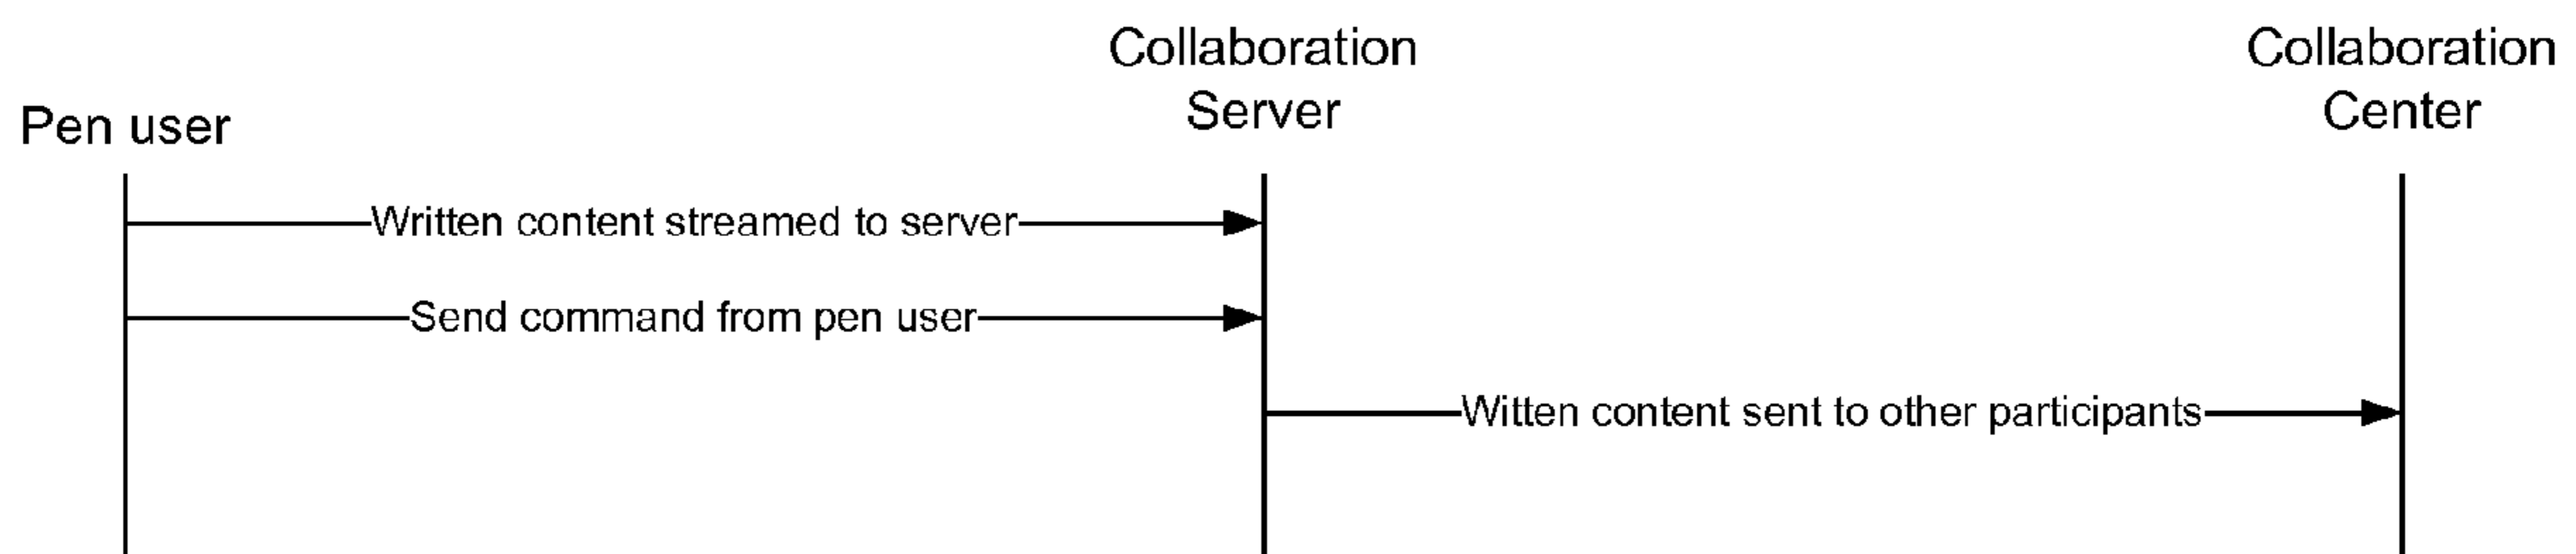 Pen user
Collaboration
Server
Collaboration
Center
Written content streamed to server
Send command from pen user
Witten content sent to other participants